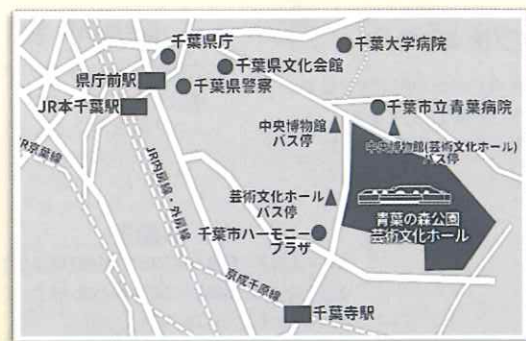 千葉県庁
千葉大学病院
千葉県文化会館
県庁前駅
千葉県警察
JR本千葉駅
千葉市立青葉病院
中央博物館
バス停
中央博物館(芸術文化ホール)
バス停
JR京葉線
JR内房線・外房線
芸術文化ホール
バス停
青葉の森公園
芸術文化ホール
千葉市ハーモニー
プラザ
京成千原線
千葉寺駅